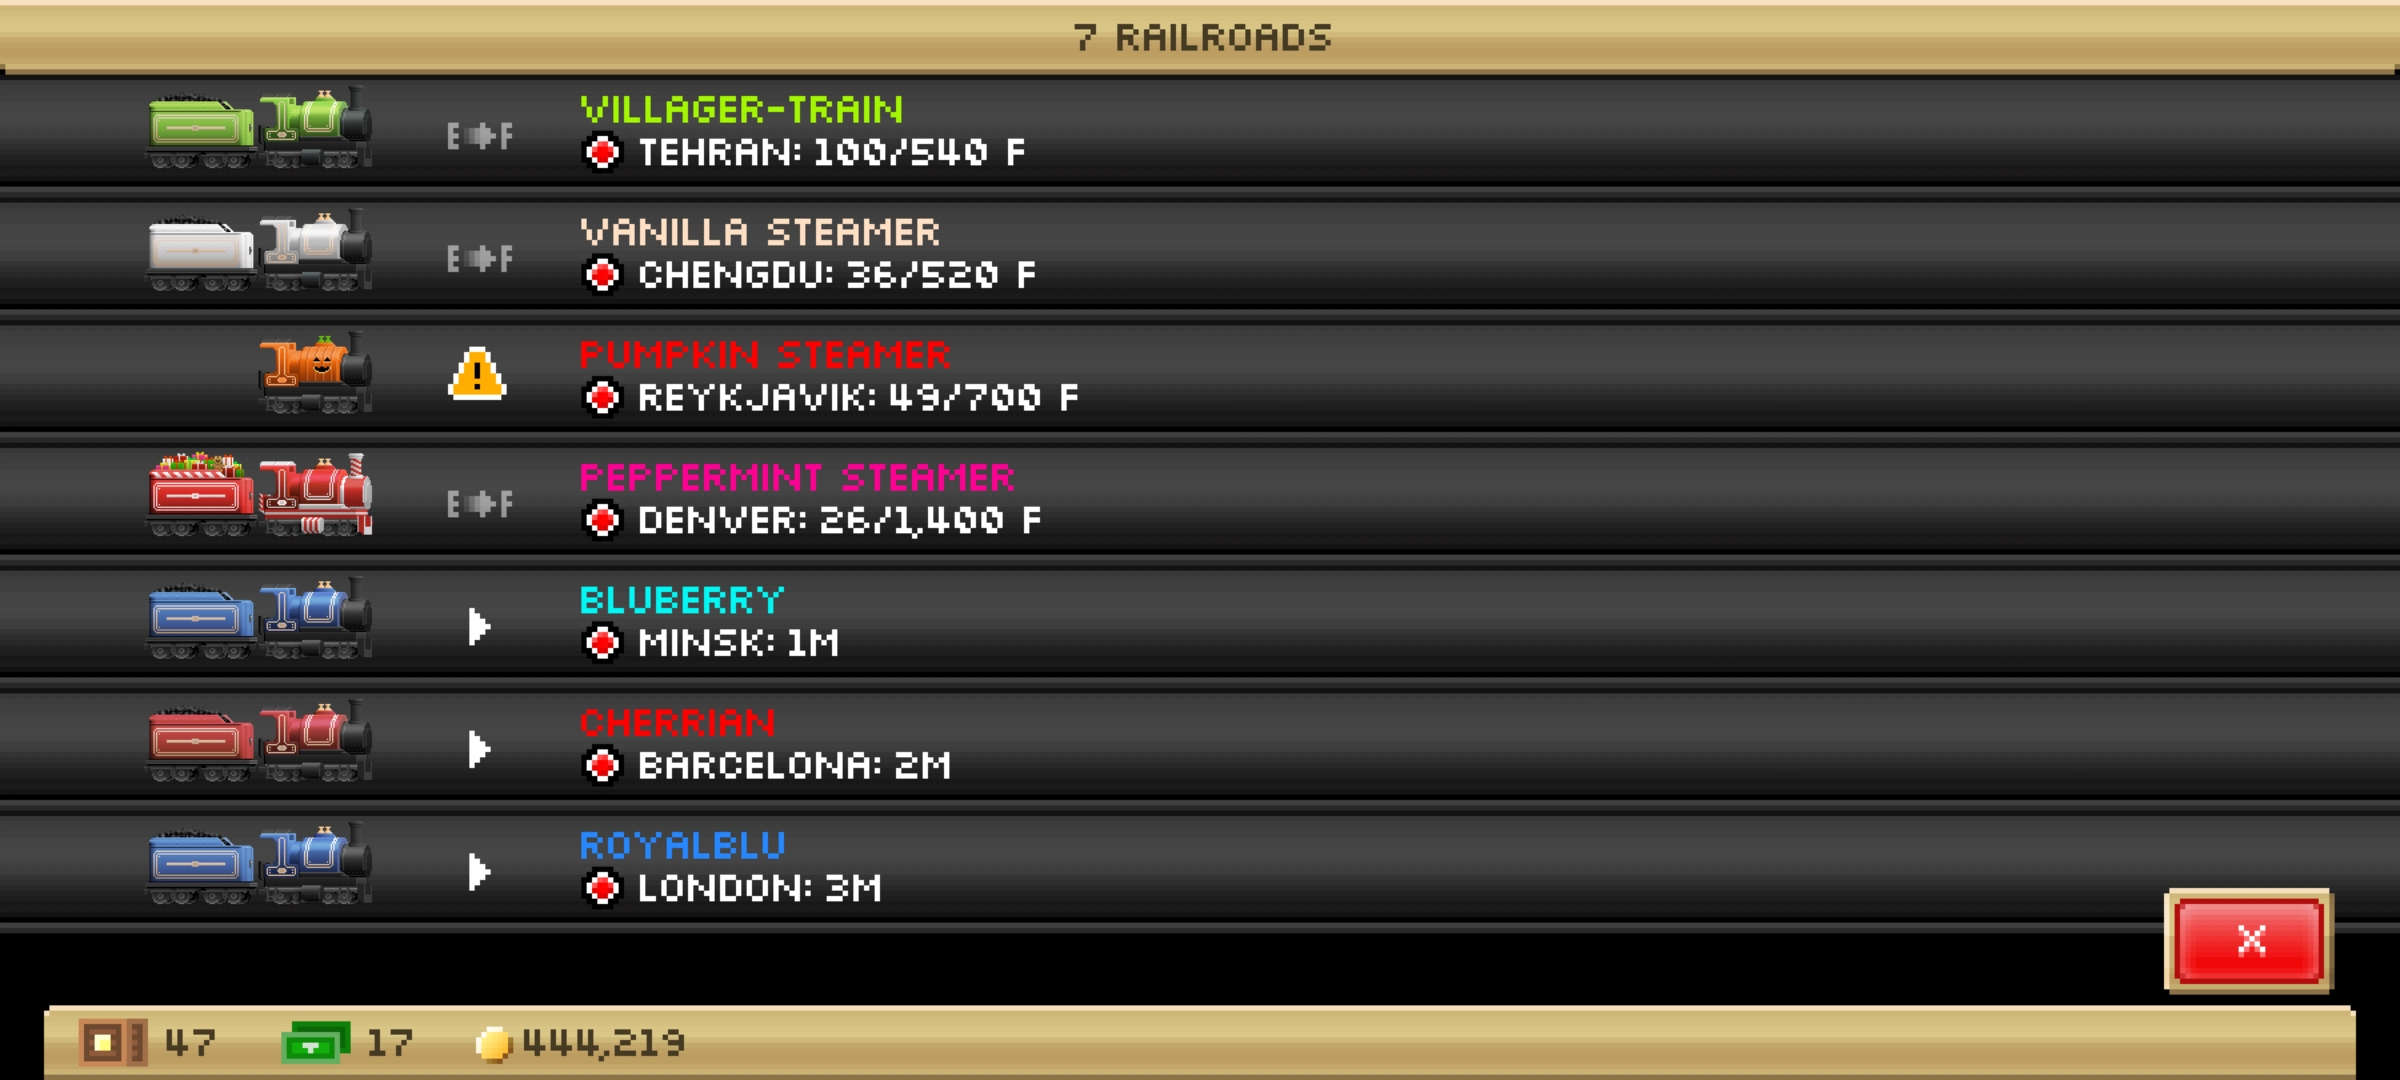 7 RAILROADS
VILLAGER-TRAIN
E F
TEHRAN: 100/540 F
VANILLA STEAMER
E F
CHENGDU: 36/520 F
PUMPKIN STEAMER
!
REYKJAVIK: 49/700 F
PEPPERMINT STEAMER
E F
DENVER: 26/1,400 F
BLUBERRY
MINSK: 1M
CHERRIAN
BARCELONA: 2M
ROYALBLU
LONDON: 3M
X
47 17 444,219